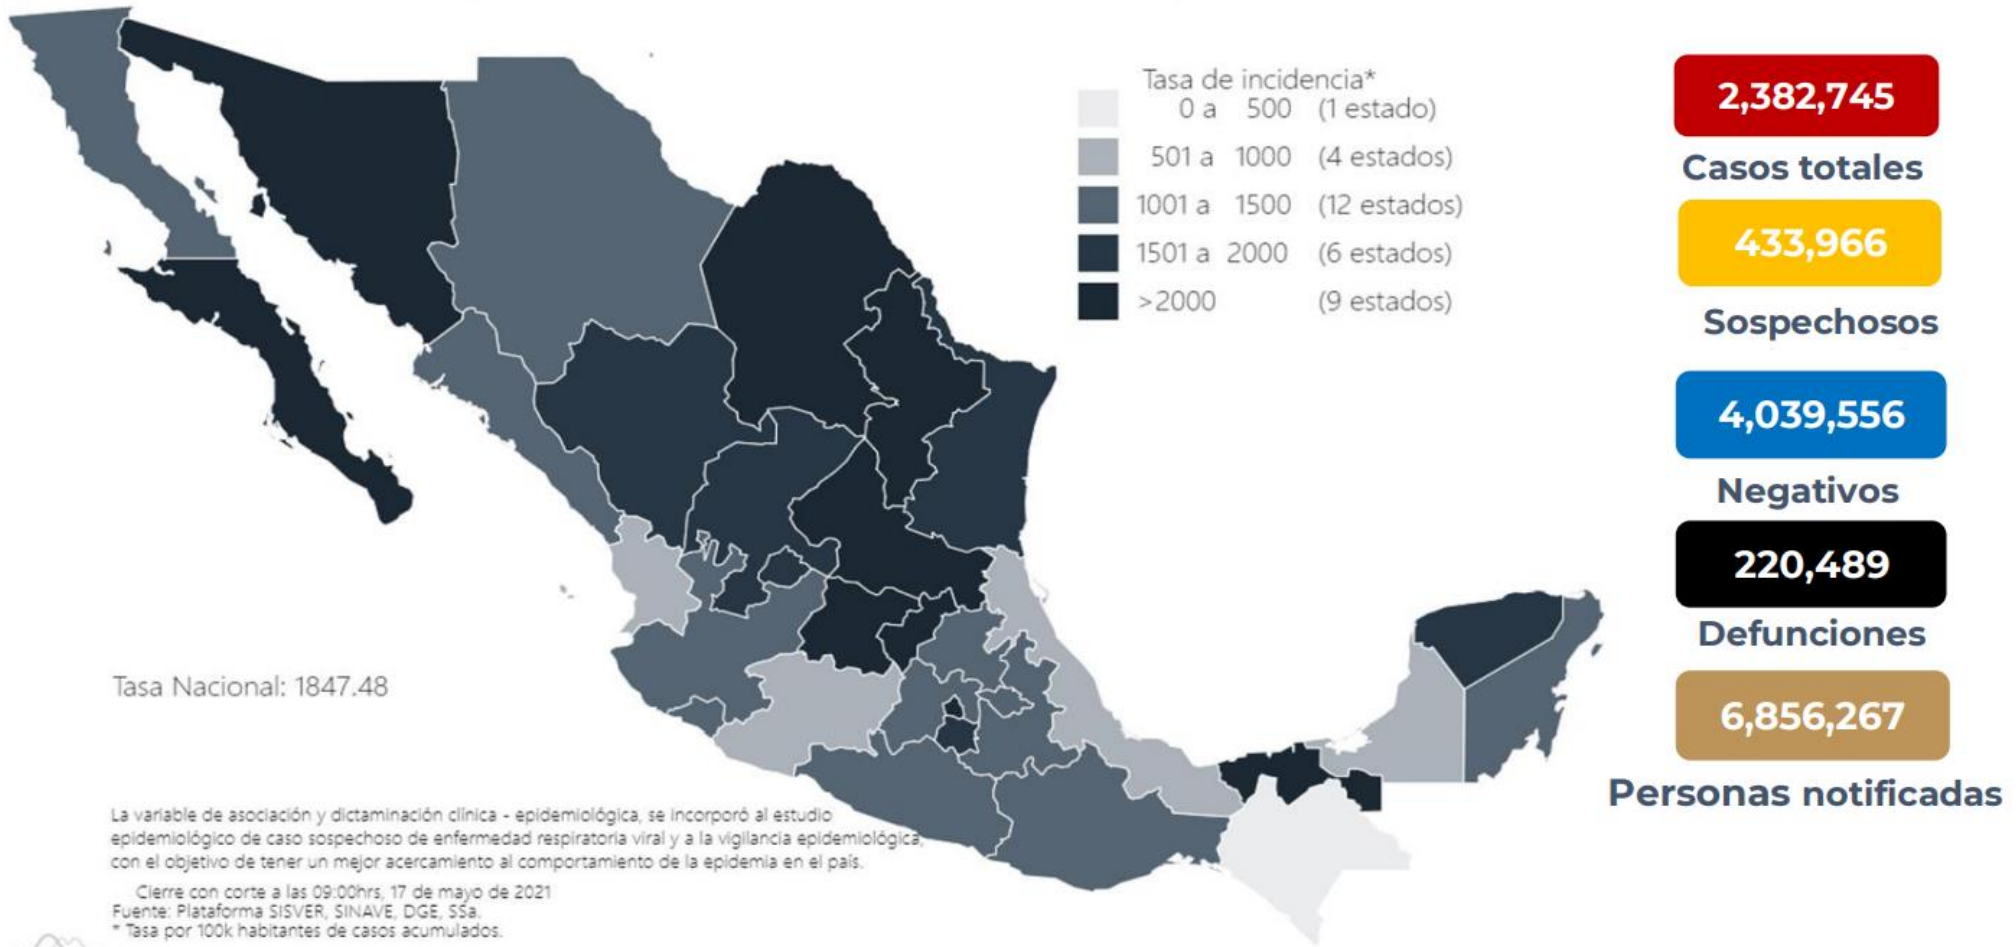 Tasa de incidencia*
0 a 500 (1 estado)
501 a 1000 (4 estados)
1001 a 1500 (12 estados)
1501 a 2000 (6 estados)
>2000 (9 estados)
2,382,745
Casos totales
433,966
Sospechosos
4,039,556
Negativos
220,489
Defunciones
6,856,267
Personas notificadas
Tasa Nacional: 1847.48
La variable de asociación y dictaminación clínica - epidemiológica, se incorporó al estudio
epidemiológico de caso sospechoso de enfermedad respiratoria viral y a la vigilancia epidemiológica,
con el objetivo de tener un mejor acercamiento al comportamiento de la epidemia en el país.
Cierre con corte a las 09:00hrs, 17 de mayo de 2021
Fuente: Plataforma SISVER, SINAVE, DGE, SSa.
* Tasa por 100k habitantes de casos acumulados.